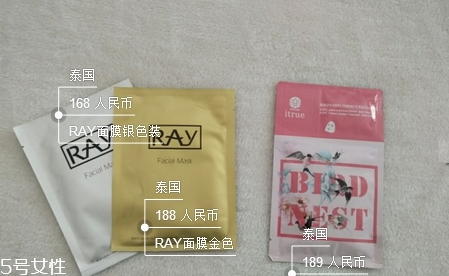 泰国
168 人民币
RAY面膜银色装
RAY
Facial Mask
泰国
188 人民币
RAY面膜金色
RAY
Facial Mask
itrue
BIRD
NEST
泰国
189 人民币
5号女性